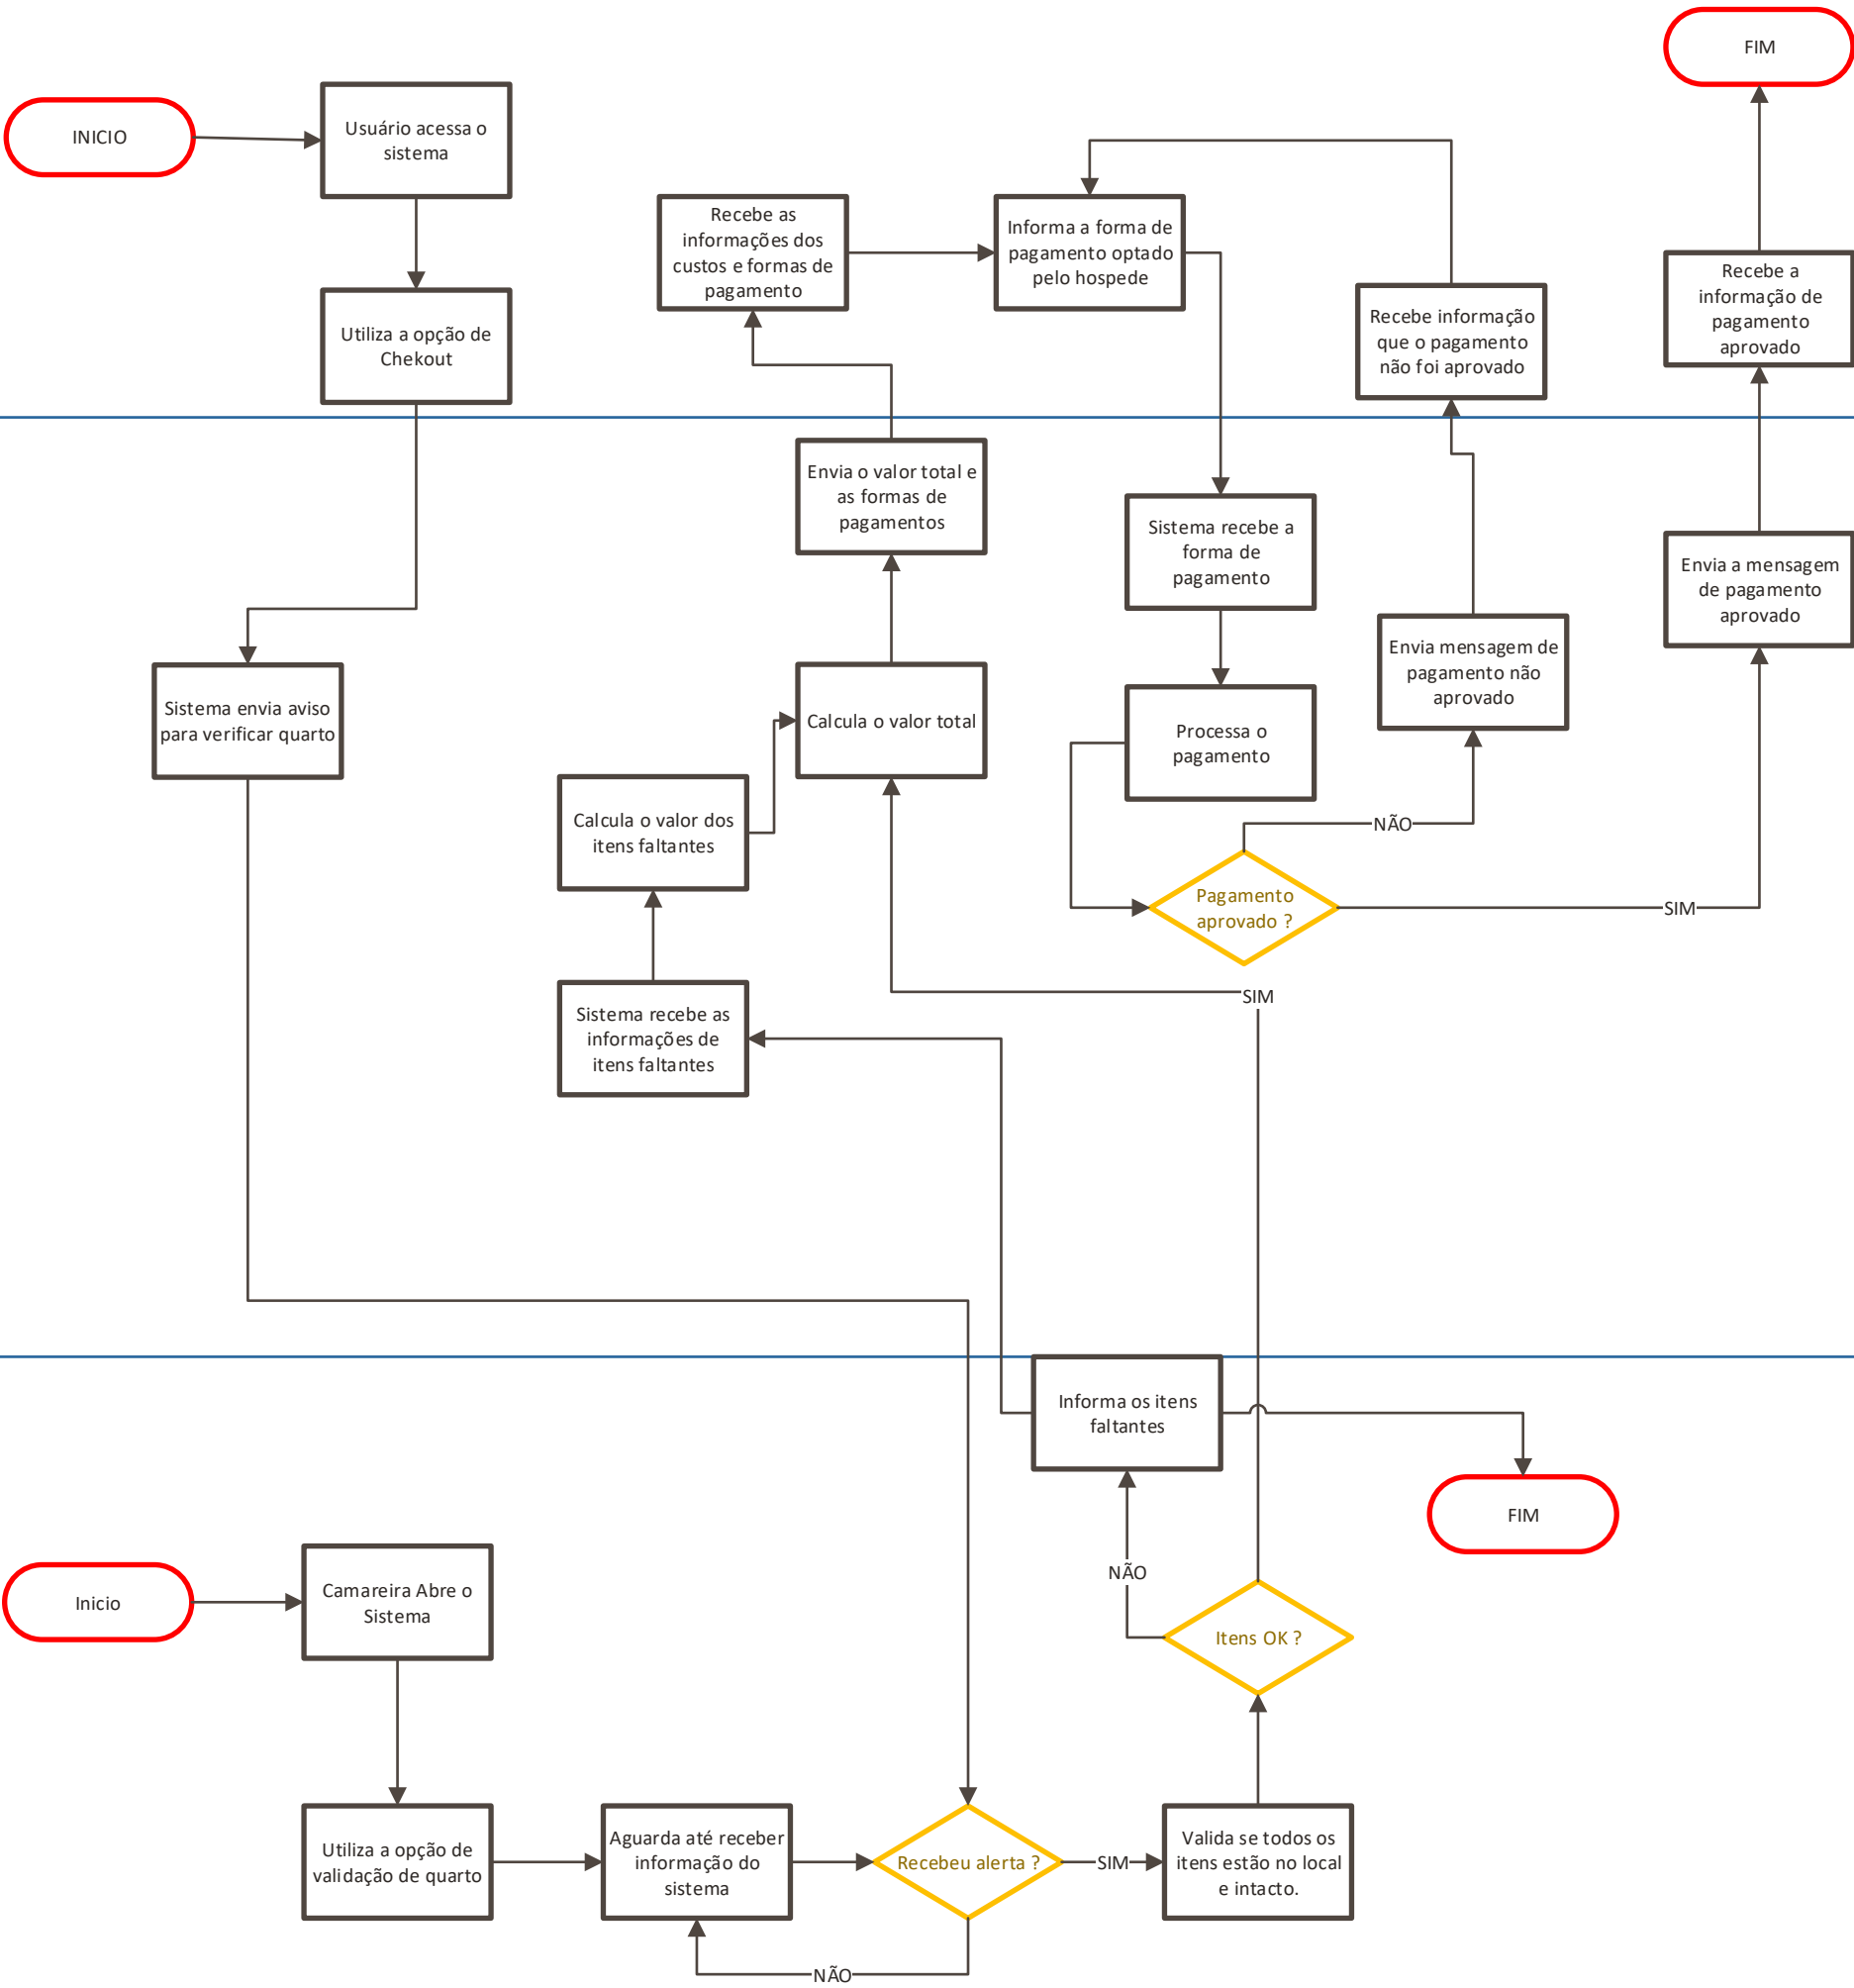 FIM
INICIO
Usuário acessa o
sistema
Recebe as
informações dos
custos e formas de
pagamento
Informa a forma de
pagamento optado
pelo hospede
Recebe a
informação de
pagamento
aprovado
Utiliza a opção de
Chekout
Recebe informação
que o pagamento
não foi aprovado
Envia o valor total e
as formas de
pagamentos
Sistema recebe a
forma de
pagamento
Envia a mensagem
de pagamento
aprovado
Envia mensagem de
pagamento não
aprovado
Sistema envia aviso
para verificar quarto
Calcula o valor total
Processa o
pagamento
Calcula o valor dos
itens faltantes
NÃO
Pagamento
aprovado ?
SIM
SIM
Sistema recebe as
informações de
itens faltantes
Informa os itens
faltantes
FIM
NÃO
Inicio
Camareira Abre o
Sistema
Itens OK ?
Utiliza a opção de
validação de quarto
Aguarda até receber
informação do
sistema
Recebeu alerta ?
SIM
Valida se todos os
itens estão no local
e intacto.
NÃO